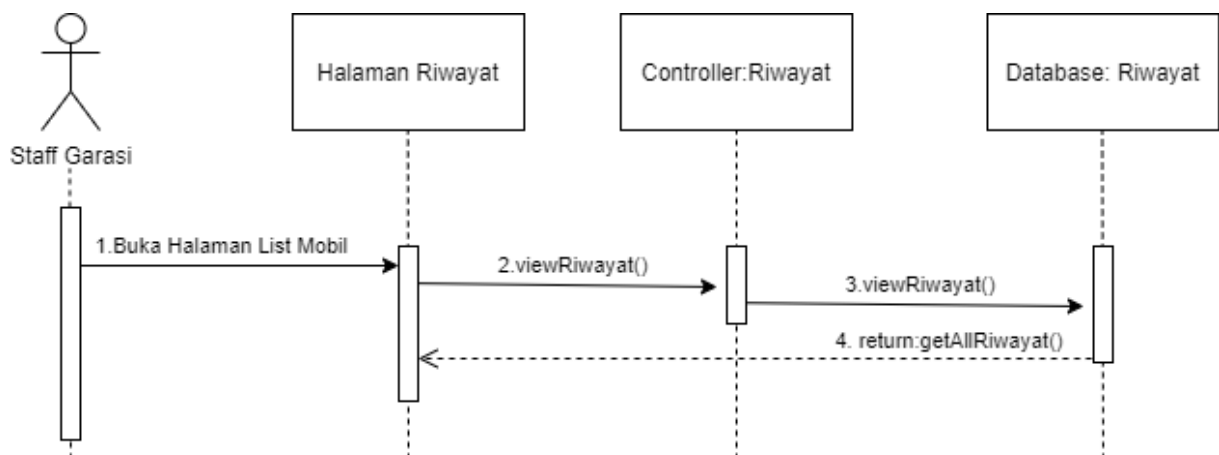 Halaman Riwayat
Controller:Riwayat
Database: Riwayat
Staff Garasi
1.Buka Halaman List Mobil
2.viewRiwayat()
3.viewRiwayat()
4. return:getAllRiwayat()